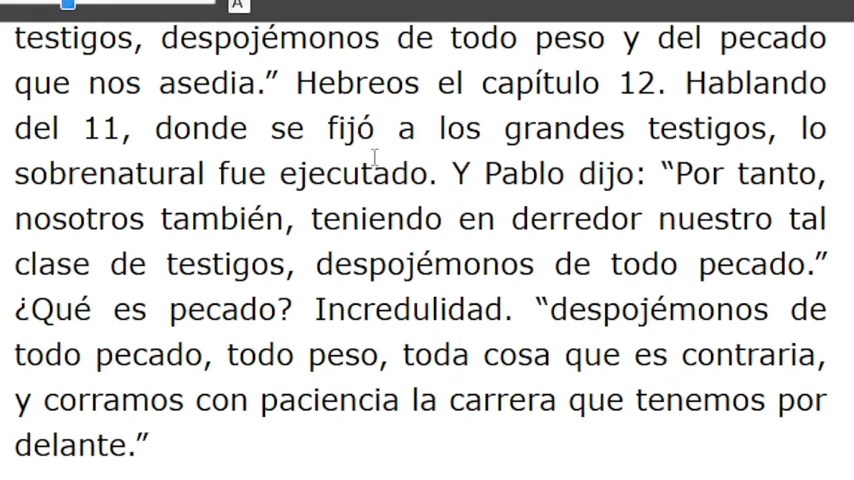 A
testigos, despojémonos de todo peso y del pecado
que nos asedia.” Hebreos el capítulo 12. Hablando
del 11, donde se fijó a los grandes testigos, lo
sobrenatural fue ejecutado. Y Pablo dijo: “Por tanto,
nosotros también, teniendo en derredor nuestro tal
clase de testigos, despojémonos de todo pecado.”
¿Qué es pecado? Incredulidad. “despojémonos de
todo pecado, todo peso, toda cosa que es contraria,
y corramos con paciencia la carrera que tenemos por
delante.”